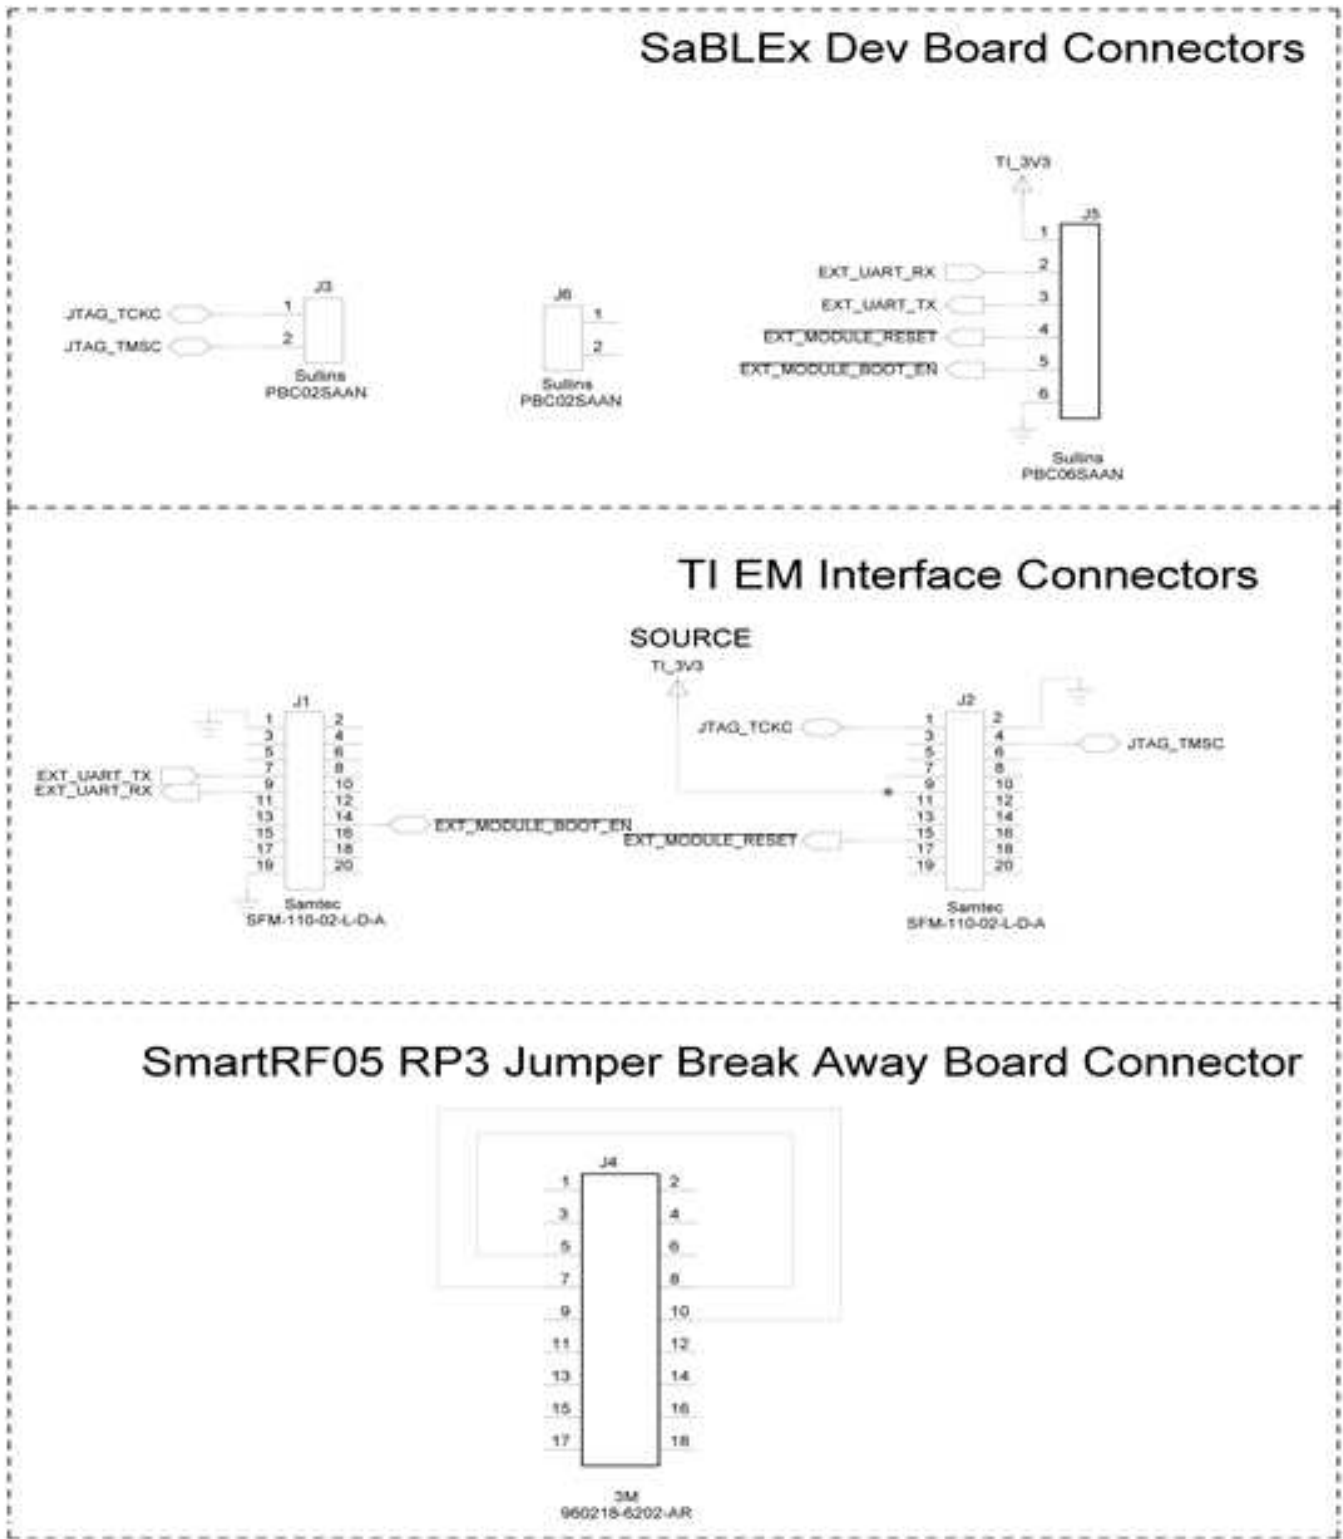 SaBLEx Dev Board Connectors
TI_3V3
J5
1
EXT_UART_RX 2
EXT_UART_TX 3
EXT_MODULE_RESET 4
EXT_MODULE_BOOT_EN 5
6
Sullins
PBC06SAAN
J3
JTAG_TCKC 1
JTAG_TMSC 2
Sullins
PBC02SAAN
J6
1
2
Sullins
PBC02SAAN
TI EM Interface Connectors
SOURCE
TI_3V3
J1
1 2
3 4
5 6
EXT_UART_TX 7 8
EXT_UART_RX 9 10
11 12
13 14 EXT_MODULE_BOOT_EN
15 16
17 18
19 20
Samtec
SFM-110-02-L-D-A
J2
JTAG_TCKC 1 2
3 4 JTAG_TMSC
5 6
7 8
9 10
11 12
13 14
EXT_MODULE_RESET 15 16
17 18
19 20
Samtec
SFM-110-02-L-D-A
SmartRF05 RP3 Jumper Break Away Board Connector
J4
1 2
3 4
5 6
7 8
9 10
11 12
13 14
15 16
17 18
3M
960218-6202-AR